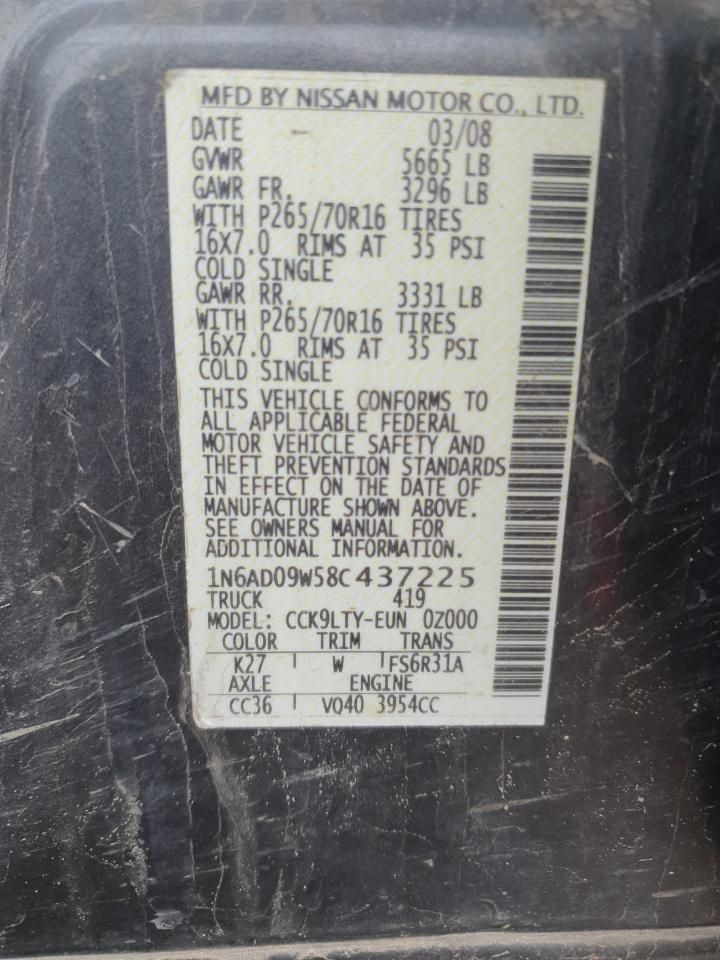 MFD BY NISSAN MOTOR CO., LTD.
DATE 03/08
GVWR 5665 LB
GAWR FR. 3296 LB
WITH P265/70R16 TIRES
16X7.0 RIMS AT 35 PSI
COLD SINGLE
GAWR RR. 3331 LB
WITH P265/70R16 TIRES
16X7.0 RIMS AT 35 PSI
COLD SINGLE
THIS VEHICLE CONFORMS TO
ALL APPLICABLE FEDERAL
MOTOR VEHICLE SAFETY AND
THEFT PREVENTION STANDARDS
IN EFFECT ON THE DATE OF
MANUFACTURE SHOWN ABOVE.
SEE OWNERS MANUAL FOR
ADDITIONAL INFORMATION.
1N6AD09W58C437225
TRUCK 419
MODEL: CCK9LTY-EUN 0Z000
COLOR TRIM TRANS
K27 W FS6R31A
AXLE ENGINE
CC36 VQ40 3954CC